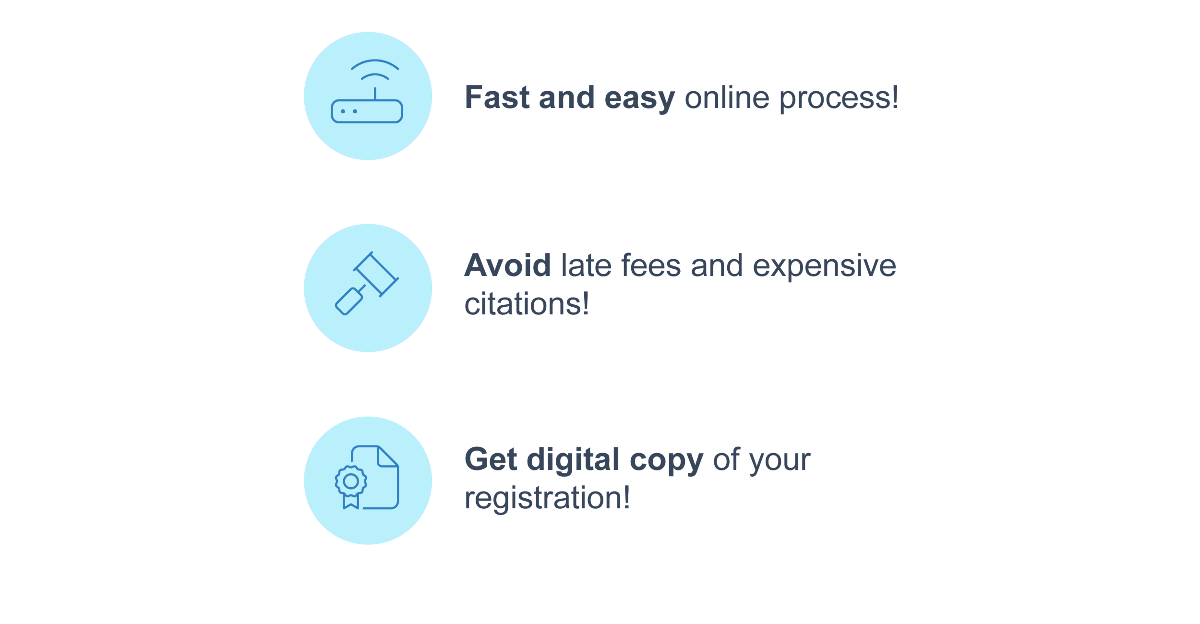 Fast and easy online process!
Avoid late fees and expensive
citations!
Get digital copy of your
registration!